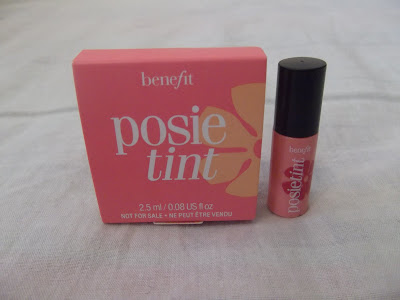 benefit
posie
tint
2.5 ml / 0.08 US fl oz
NOT FOR SALE • NE PEUT ÊTRE VENDU
benefit
posietint